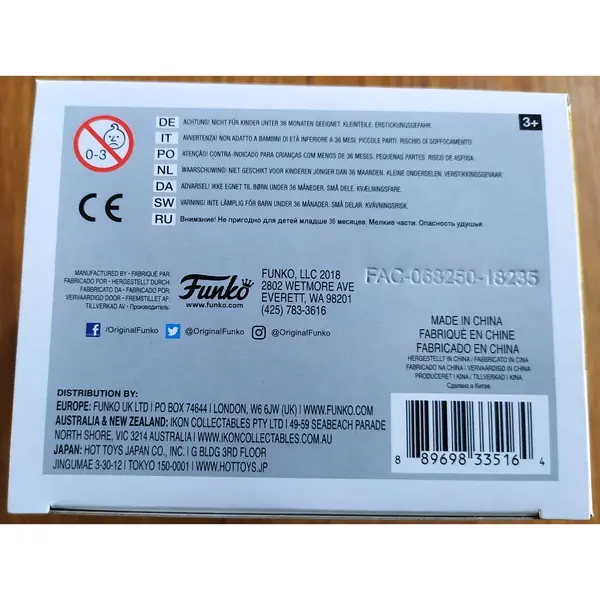 0-3
DE ACHTUNG! NICHT FÜR KINDER UNTER 36 MONATEN GEEIGNET. KLEINTEILE. ERSTICKUNGSGEFAHR.
IT AVVERTENZA! NON ADATTO A BAMBINI DI ETÀ INFERIORE A 36 MESI. PICCOLE PARTI. RISCHIO DI SOFFOCAMENTO.
PO ATENÇÃO! CONTRA-INDICADO PARA CRIANÇAS COM MENOS DE 36 MESES. PEQUENAS PARTES. RISCO DE ASFIXIA.
NL WAARSCHUWING! NIET GESCHIKT VOOR KINDEREN JONGER DAN 36 MAANDEN. KLEINE ONDERDELEN. VERSTIKKINGSGEVAAR.
DA ADVARSEL! IKKE EGNET TIL BØRN UNDER 36 MÅNEDER. SMÅ DELE. KVÆLNINGSFARE.
SW VARNING! INTE LÄMPLIG FÖR BARN UNDER 36 MÅNADER. SMÅ DELAR. KVÄVNINGSRISK.
RU Внимание! Не пригодно для детей младше 36 месяцев. Мелкие части. Опасность удушья.
3+
CE
MANUFACTURED BY • FABRIQUÉ PAR:
FABRICADO POR • HERGESTELLT DURCH:
FABBRICATO DA • FABRICADO POR:
VERVAARDIGD DOOR • FREMSTILLET AF:
TILLVERKAD AV • Производитель:
Funko
www.funko.com
FUNKO, LLC 2018
2802 WETMORE AVE
EVERETT, WA 98201
(425) 783-3616
FAC-068250-18235
/OriginalFunko @OriginalFunko @OriginalFunko
MADE IN CHINA
FABRIQUÉ EN CHINE
FABRICADO EN CHINA
HERGESTELLT IN CHINA | FATTO IN CINA
FABRICADO NA CHINA | VERVAARDIGD IN CHINA
PRODUCERET I KINA | TILLVERKAD I KINA
Сделано в Китае
DISTRIBUTION BY:
EUROPE: FUNKO UK LTD | PO BOX 74644 | LONDON, W6 6JW (UK) | WWW.FUNKO.COM
AUSTRALIA & NEW ZEALAND: IKON COLLECTABLES PTY LTD | 49-59 SEABEACH PARADE
NORTH SHORE, VIC 3214 AUSTRALIA | WWW.IKONCOLLECTABLES.COM.AU
JAPAN: HOT TOYS JAPAN CO., INC. | G BLDG 3RD FLOOR
JINGUMAE 3-30-12 | TOKYO 150-0001 | WWW.HOTTOYS.JP
8 89698 33516 4